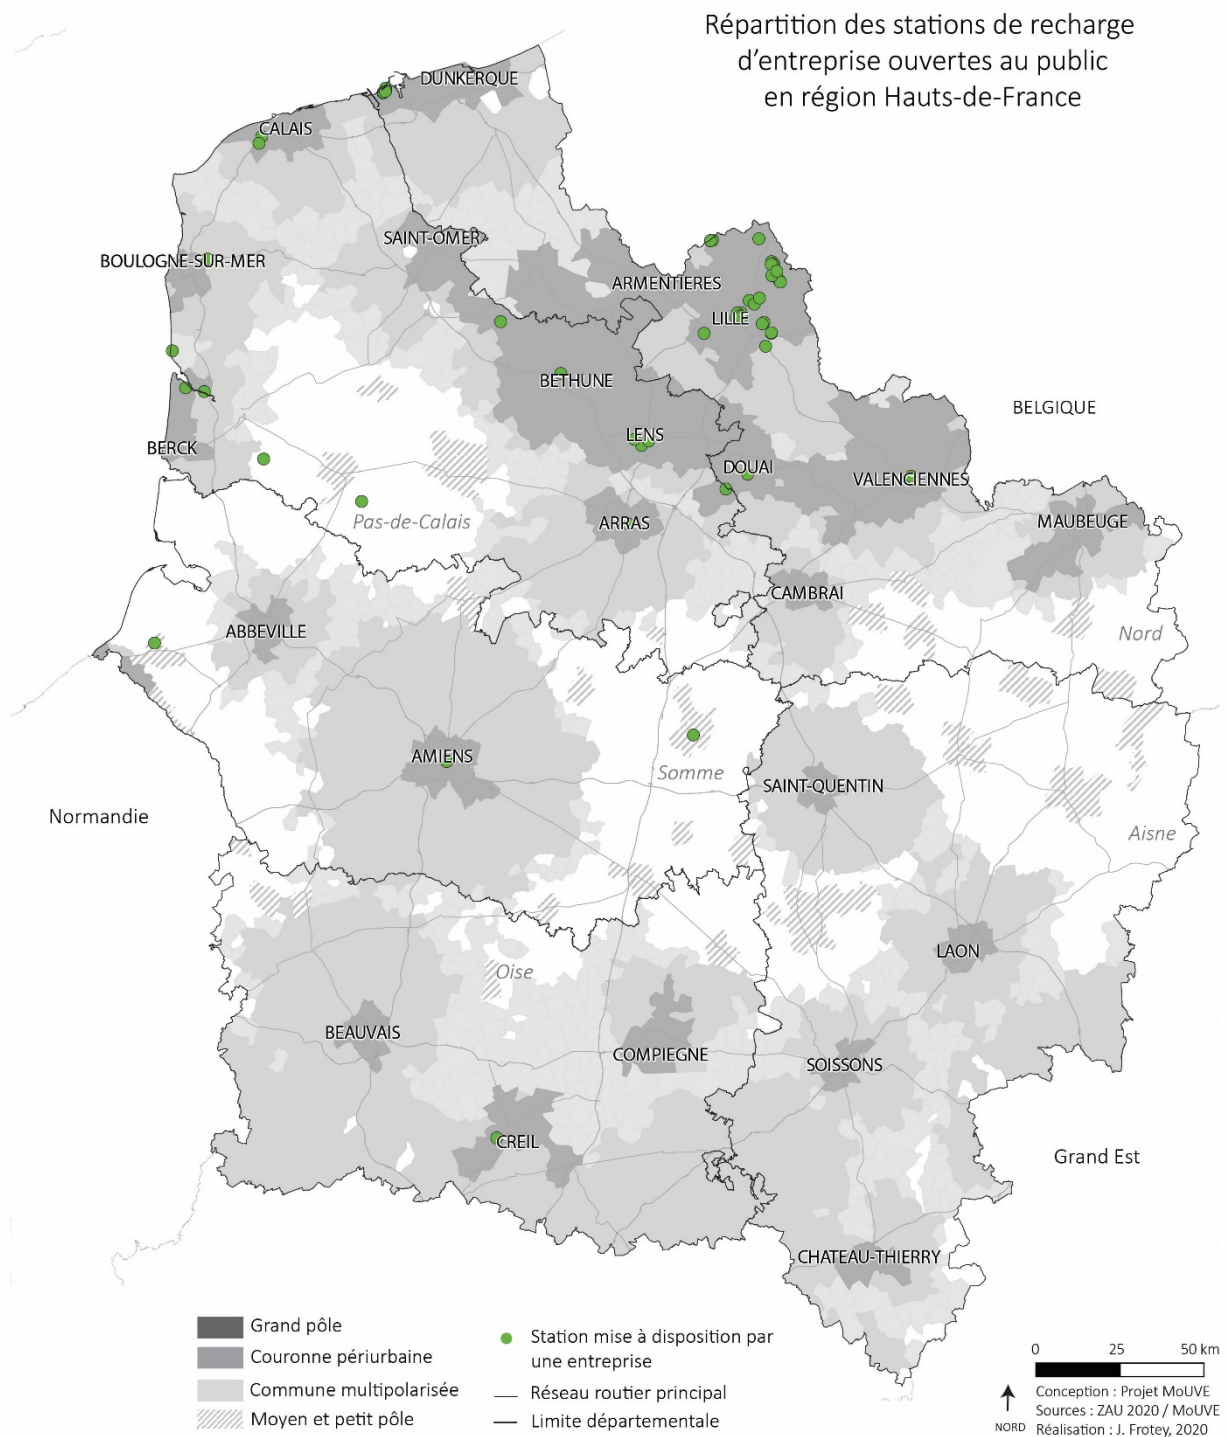 Répartition des stations de recharge
d'entreprise ouvertes au public
en région Hauts-de-France
DUNKERQUE
CALAIS
SAINT-OMER
BOULOGNE-SUR-MER
ARMENTIERES
LILLE
BETHUNE
BELGIQUE
LENS
BERCK
DOUAI
VALENCIENNES
Pas-de-Calais
ARRAS
MAUBEUGE
CAMBRAI
ABBEVILLE
Nord
AMIENS
Somme
SAINT-QUENTIN
Normandie
Aisne
LAON
Oise
BEAUVAIS
COMPIEGNE
SOISSONS
CREIL
Grand Est
CHATEAU-THIERRY
Grand pôle
Couronne périurbaine
Commune multipolarisée
Moyen et petit pôle
Station mise à disposition par
une entreprise
Réseau routier principal
Limite départementale
0 25 50 km
NORD
Conception : Projet MoUVE
Sources : ZAU 2020 / MoUVE
Réalisation : J. Frotey, 2020